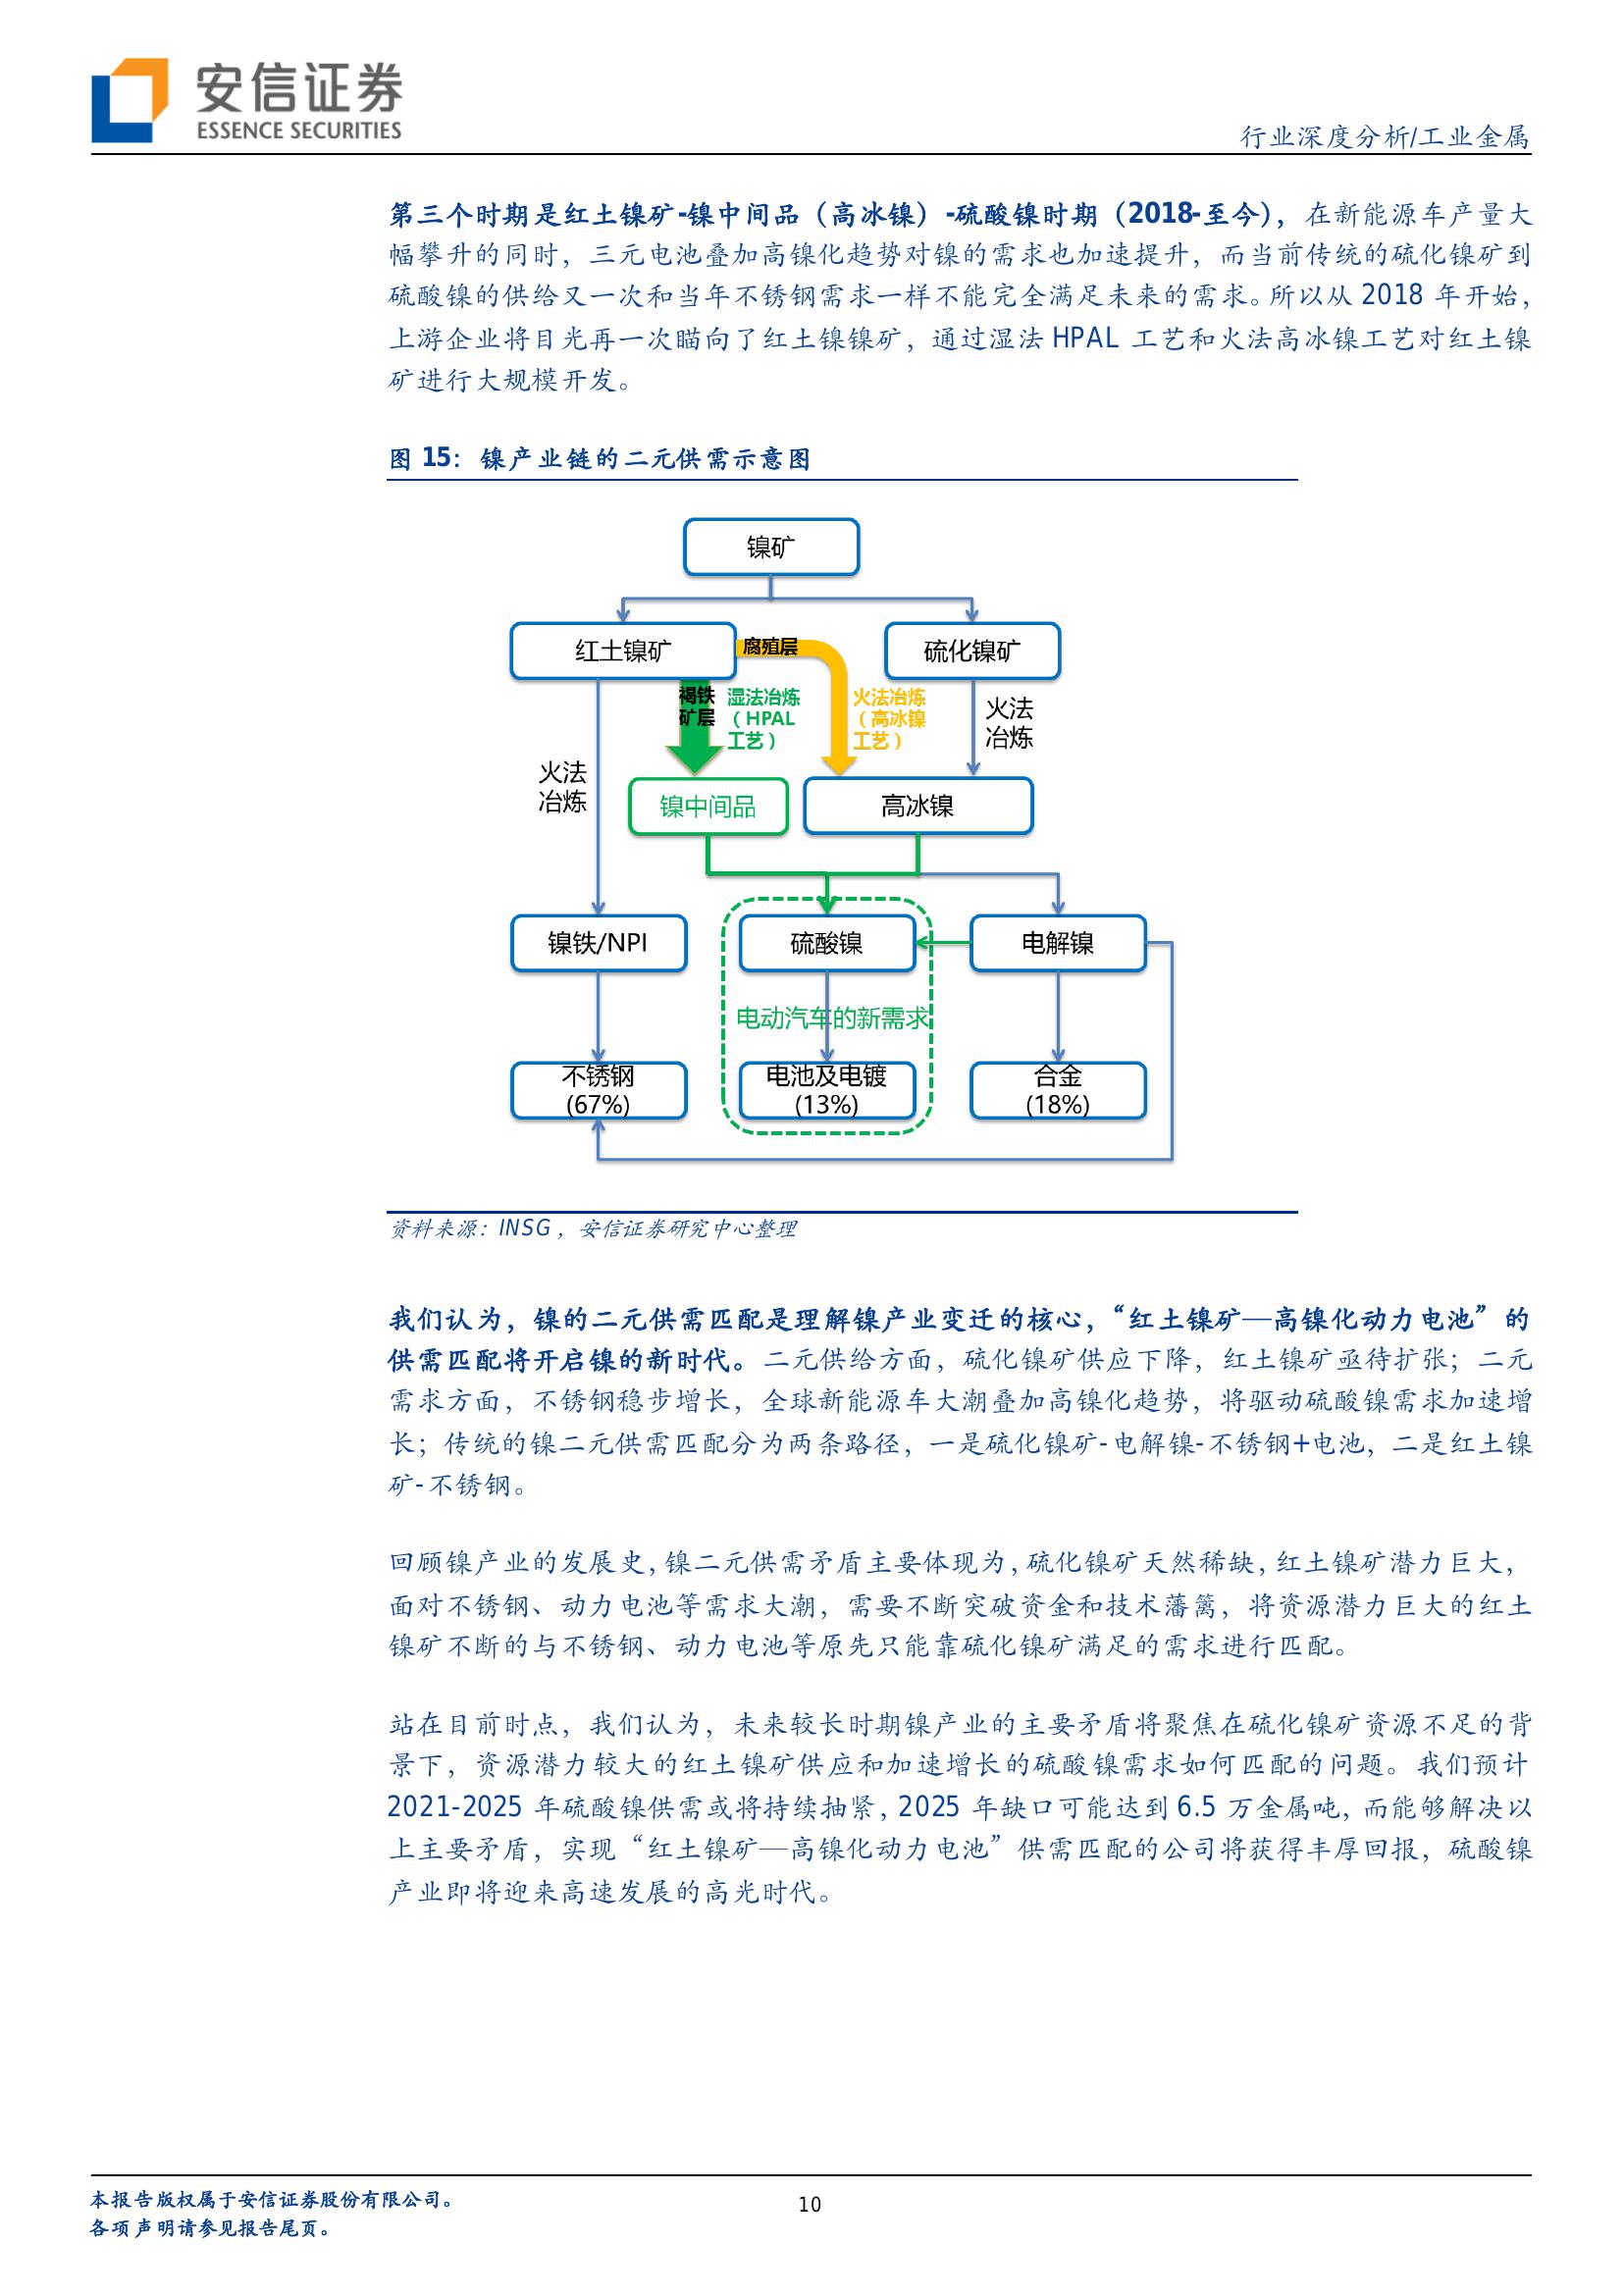 安信证券
ESSENCE SECURITIES
行业深度分析/工业金属
第三个时期是红土镍矿-镍中间品（高冰镍）-硫酸镍时期（2018-至今），在新能源车产量大
幅攀升的同时，三元电池叠加高镍化趋势对镍的需求也加速提升，而当前传统的硫化镍矿到
硫酸镍的供给又一次和当年不锈钢需求一样不能完全满足未来的需求。所以从 2018 年开始，
上游企业将目光再一次瞄向了红土镍镍矿，通过湿法 HPAL 工艺和火法高冰镍工艺对红土镍
矿进行大规模开发。
图 15：镍产业链的二元供需示意图
镍矿
红土镍矿
腐殖层
硫化镍矿
褐铁
矿层
湿法冶炼
（HPAL
工艺）
火法冶炼
（高冰镍
工艺）
火法
冶炼
火法
冶炼
镍中间品
高冰镍
镍铁/NPI
硫酸镍
电解镍
电动汽车的新需求
不锈钢
(67%)
电池及电镀
(13%)
合金
(18%)
资料来源：INSG，安信证券研究中心整理
我们认为，镍的二元供需匹配是理解镍产业变迁的核心，“红土镍矿—高镍化动力电池”的
供需匹配将开启镍的新时代。二元供给方面，硫化镍矿供应下降，红土镍矿亟待扩张；二元
需求方面，不锈钢稳步增长，全球新能源车大潮叠加高镍化趋势，将驱动硫酸镍需求加速增
长；传统的镍二元供需匹配分为两条路径，一是硫化镍矿-电解镍-不锈钢+电池，二是红土镍
矿-不锈钢。
回顾镍产业的发展史，镍二元供需矛盾主要体现为，硫化镍矿天然稀缺，红土镍矿潜力巨大，
面对不锈钢、动力电池等需求大潮，需要不断突破资金和技术藩篱，将资源潜力巨大的红土
镍矿不断的与不锈钢、动力电池等原先只能靠硫化镍矿满足的需求进行匹配。
站在目前时点，我们认为，未来较长时期镍产业的主要矛盾将聚焦在硫化镍矿资源不足的背
景下，资源潜力较大的红土镍矿供应和加速增长的硫酸镍需求如何匹配的问题。我们预计
2021-2025 年硫酸镍供需或将持续抽紧，2025 年缺口可能达到 6.5 万金属吨，而能够解决以
上主要矛盾，实现“红土镍矿—高镍化动力电池”供需匹配的公司将获得丰厚回报，硫酸镍
产业即将迎来高速发展的高光时代。
本报告版权属于安信证券股份有限公司。
各项声明请参见报告尾页。
10